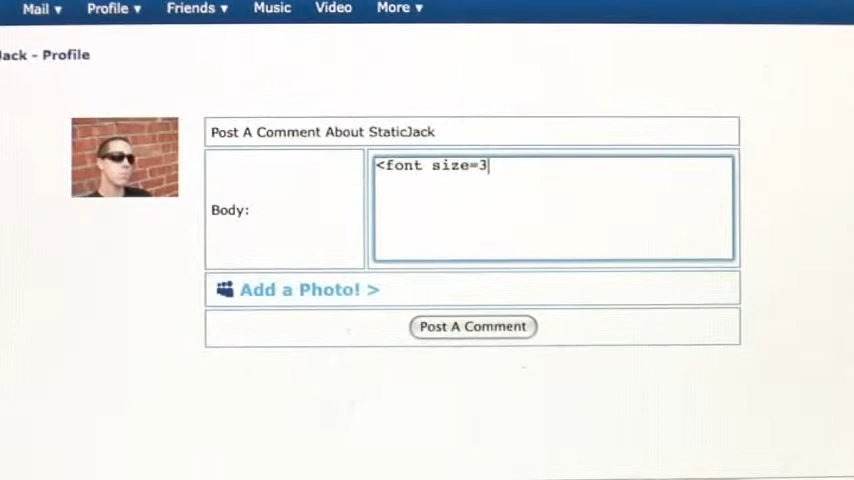 Mail ▾ Profile ▾ Friends ▾ Music Video More ▾
Jack - Profile
Post A Comment About StaticJack
<font size=3
Body:
Add a Photo! >
Post A Comment